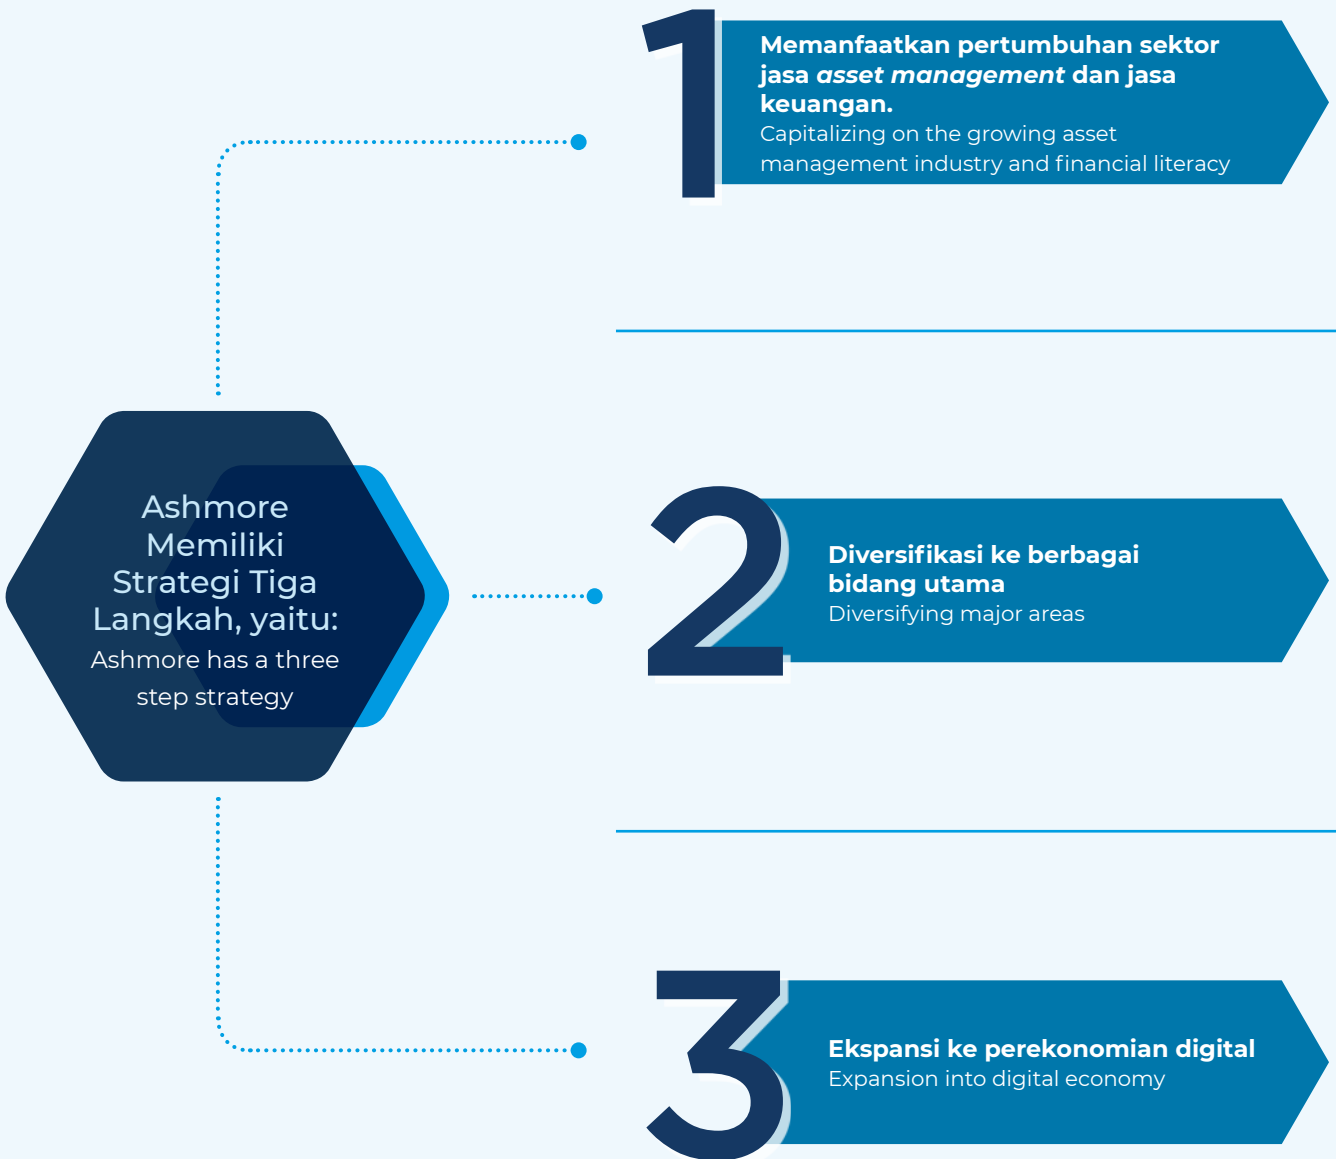 1
Memanfaatkan pertumbuhan sektor
jasa asset management dan jasa
keuangan.
Capitalizing on the growing asset
management industry and financial literacy
Ashmore
Memiliki
Strategi Tiga
Langkah, yaitu:
Ashmore has a three
step strategy
2
Diversifikasi ke berbagai
bidang utama
Diversifying major areas
3
Ekspansi ke perekonomian digital
Expansion into digital economy